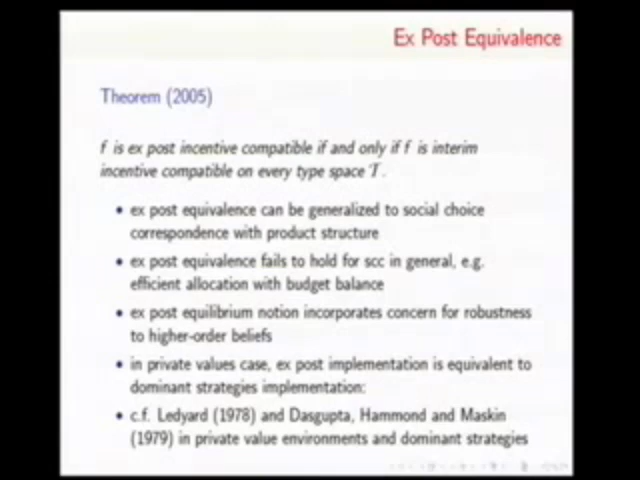 Ex Post Equivalence
Theorem (2005)
f is ex post incentive compatible if and only if f is interim
incentive compatible on every type space T.
• ex post equivalence can be generalized to social choice
correspondence with product structure
• ex post equivalence fails to hold for scc in general, e.g.
efficient allocation with budget balance
• ex post equilibrium notion incorporates concern for robustness
to higher-order beliefs
• in private values case, ex post implementation is equivalent to
dominant strategies implementation:
• c.f. Ledyard (1978) and Dasgupta, Hammond and Maskin
(1979) in private value environments and dominant strategies